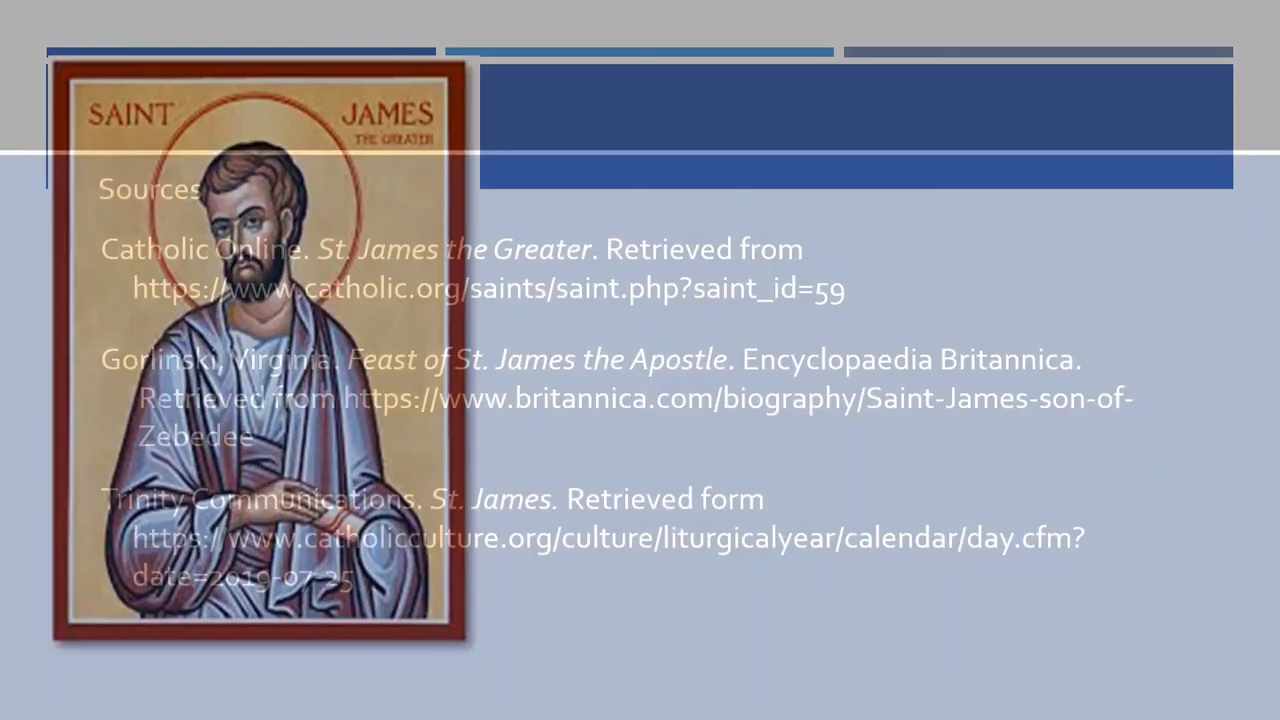 SAINT JAMES
THE GREATER
Sources
Catholic Online. St. James the Greater. Retrieved from
https://www.catholic.org/saints/saint.php?saint_id=59
Gorlinski, Virginia. Feast of St. James the Apostle. Encyclopaedia Britannica.
Retrieved from https://www.britannica.com/biography/Saint-James-son-of-
Zebedee
Trinity Communications. St. James. Retrieved form
https://www.catholicculture.org/culture/liturgicalyear/calendar/day.cfm?
date=2019-07-25